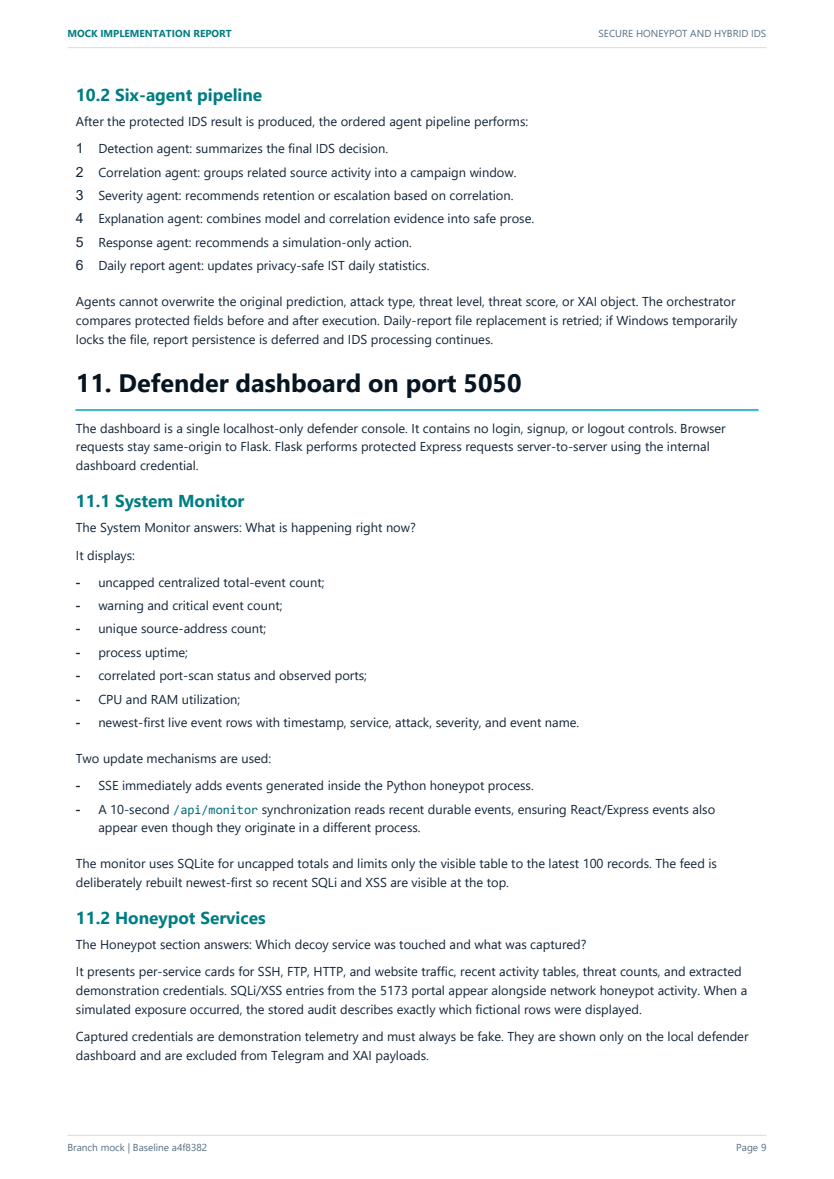 MOCK IMPLEMENTATION REPORT
SECURE HONEYPOT AND HYBRID IDS
10.2 Six-agent pipeline
After the protected IDS result is produced, the ordered agent pipeline performs:
1 Detection agent: summarizes the final IDS decision.
2 Correlation agent: groups related source activity into a campaign window.
3 Severity agent: recommends retention or escalation based on correlation.
4 Explanation agent: combines model and correlation evidence into safe prose.
5 Response agent: recommends a simulation-only action.
6 Daily report agent: updates privacy-safe IST daily statistics.
Agents cannot overwrite the original prediction, attack type, threat level, threat score, or XAI object. The orchestrator
compares protected fields before and after execution. Daily-report file replacement is retried; if Windows temporarily
locks the file, report persistence is deferred and IDS processing continues.
11. Defender dashboard on port 5050
The dashboard is a single localhost-only defender console. It contains no login, signup, or logout controls. Browser
requests stay same-origin to Flask. Flask performs protected Express requests server-to-server using the internal
dashboard credential.
11.1 System Monitor
The System Monitor answers: What is happening right now?
It displays:
- uncapped centralized total-event count;
- warning and critical event count;
- unique source-address count;
- process uptime;
- correlated port-scan status and observed ports;
- CPU and RAM utilization;
- newest-first live event rows with timestamp, service, attack, severity, and event name.
Two update mechanisms are used:
- SSE immediately adds events generated inside the Python honeypot process.
- A 10-second /api/monitor synchronization reads recent durable events, ensuring React/Express events also
appear even though they originate in a different process.
The monitor uses SQLite for uncapped totals and limits only the visible table to the latest 100 records. The feed is
deliberately rebuilt newest-first so recent SQLi and XSS are visible at the top.
11.2 Honeypot Services
The Honeypot section answers: Which decoy service was touched and what was captured?
It presents per-service cards for SSH, FTP, HTTP, and website traffic, recent activity tables, threat counts, and extracted
demonstration credentials. SQLi/XSS entries from the 5173 portal appear alongside network honeypot activity. When a
simulated exposure occurred, the stored audit describes exactly which fictional rows were displayed.
Captured credentials are demonstration telemetry and must always be fake. They are shown only on the local defender
dashboard and are excluded from Telegram and XAI payloads.
Branch mock | Baseline a4f8382
Page 9